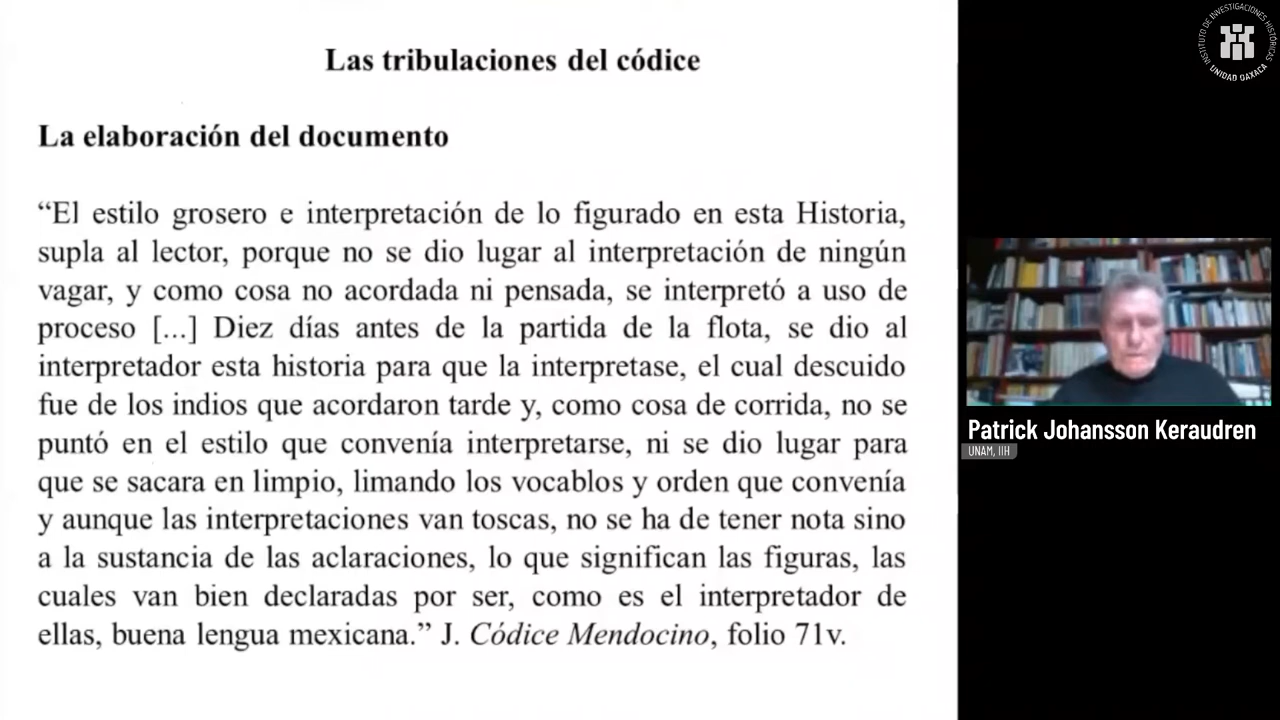 Las tribulaciones del códice
La elaboración del documento
“El estilo grosero e interpretación de lo figurado en esta Historia,
supla al lector, porque no se dio lugar al interpretación de ningún
vagar, y como cosa no acordada ni pensada, se interpretó a uso de
proceso [...] Diez días antes de la partida de la flota, se dio al
interpretador esta historia para que la interpretase, el cual descuido
fue de los indios que acordaron tarde y, como cosa de corrida, no se
puntó en el estilo que convenía interpretarse, ni se dio lugar para
que se sacara en limpio, limando los vocablos y orden que convenía
y aunque las interpretaciones van toscas, no se ha de tener nota sino
a la sustancia de las aclaraciones, lo que significan las figuras, las
cuales van bien declaradas por ser, como es el interpretador de
ellas, buena lengua mexicana.” J. Códice Mendocino, folio 71v.
INSTITUTO DE INVESTIGACIONES HISTÓRICAS
UNIDAD OAXACA
Patrick Johansson Keraudren
UNAM, IIH